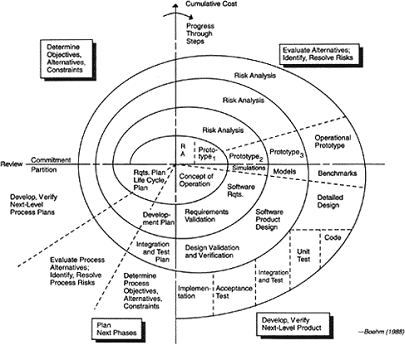 Cumulative Cost
Progress
Through
Steps
Determine
Objectives,
Alternatives,
Constraints
Evaluate Alternatives;
Identify, Resolve Risks
Risk Analysis
Risk Analysis
Risk Analysis
R
A
Proto-
type1
Prototype2
Prototype3
Operational
Prototype
Review
Commitment
Partition
Simulations
Models
Benchmarks
Rqts. Plan
Life Cycle
Plan
Concept of
Operation
Software
Rqts.
Software
Product
Design
Detailed
Design
Develop, Verify
Next-Level
Process Plans
Develop-
ment Plan
Requirements
Validation
Code
Unit
Test
Integration
and Test
Plan
Design Validation
and Verification
Evaluate Process
Alternatives;
Identify, Resolve
Process Risks
Determine
Process
Objectives,
Alternatives,
Constraints
Implemen-
tation
Acceptance
Test
Integration
and Test
Plan
Next Phases
Develop, Verify
Next-Level Product
—Boehm (1988)